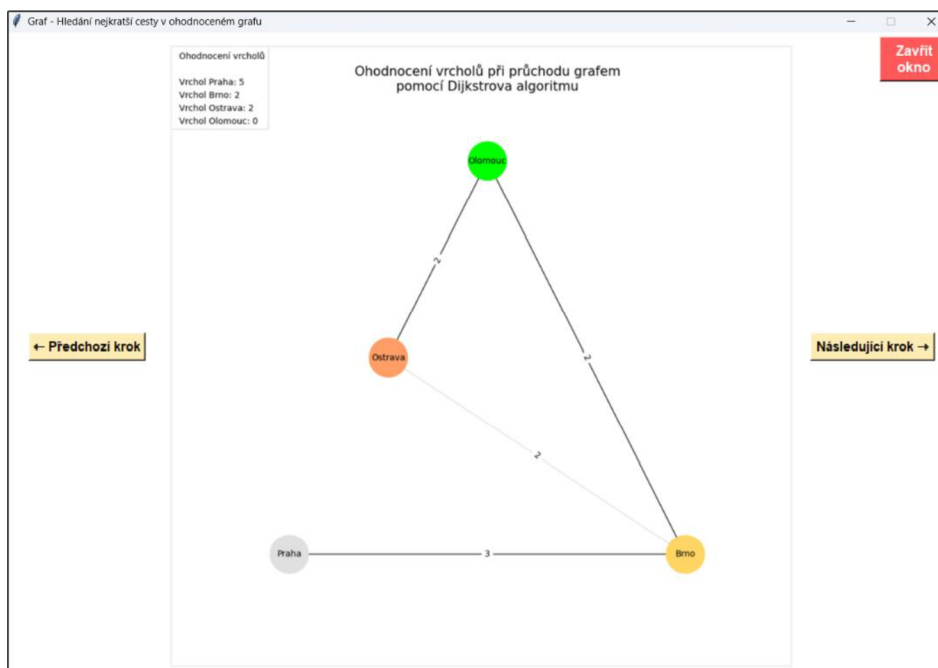 Graf - Hledání nejkratší cesty v ohodnoceném grafu
Zavřít
okno
Ohodnocení vrcholů
Vrchol Praha: 5
Vrchol Brno: 2
Vrchol Ostrava: 2
Vrchol Olomouc: 0
Ohodnocení vrcholů při průchodu grafem
pomocí Dijkstrova algoritmu
Olomouc
2
← Předchozí krok
Následující krok →
Ostrava
2
2
Praha
3
Brno